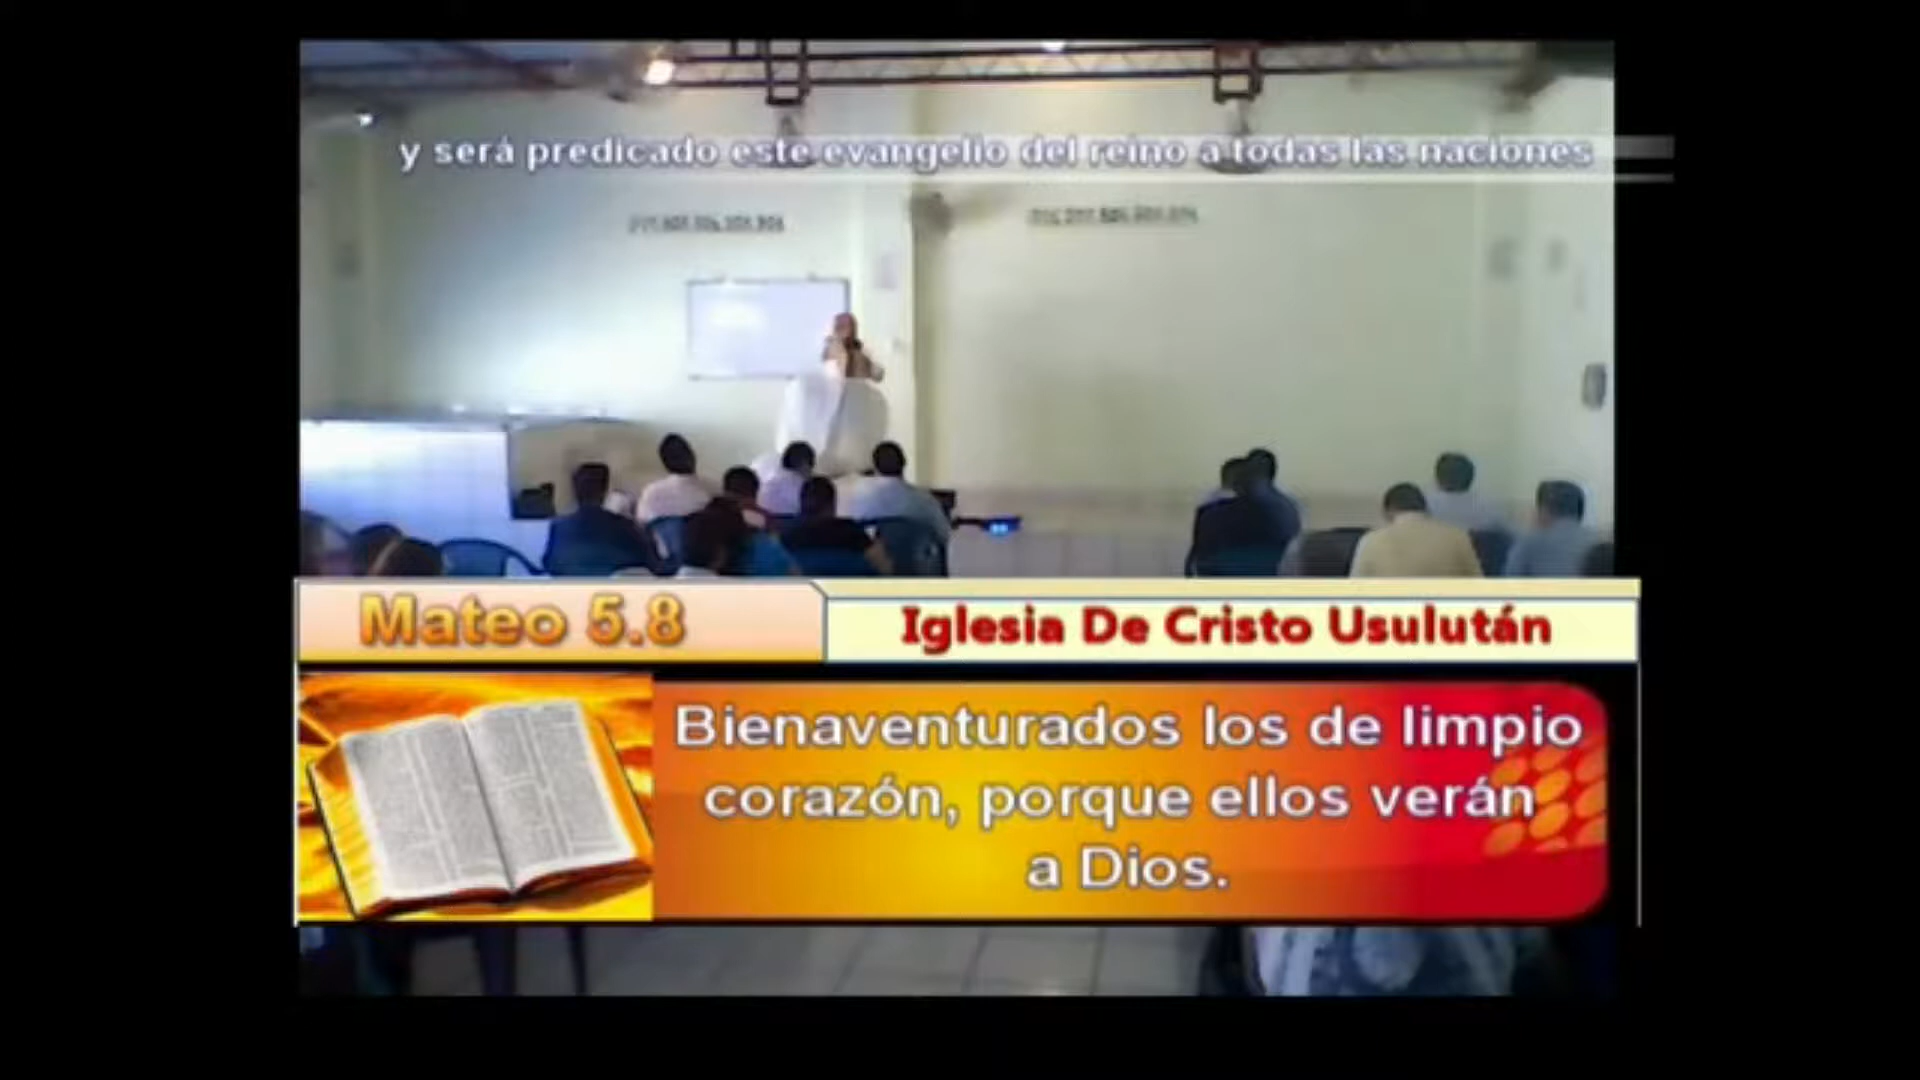 y será predicado este evangelio del reino a todas las naciones
Mateo 5.8
Iglesia De Cristo Usulután
Bienaventurados los de limpio
corazón, porque ellos verán
a Dios.